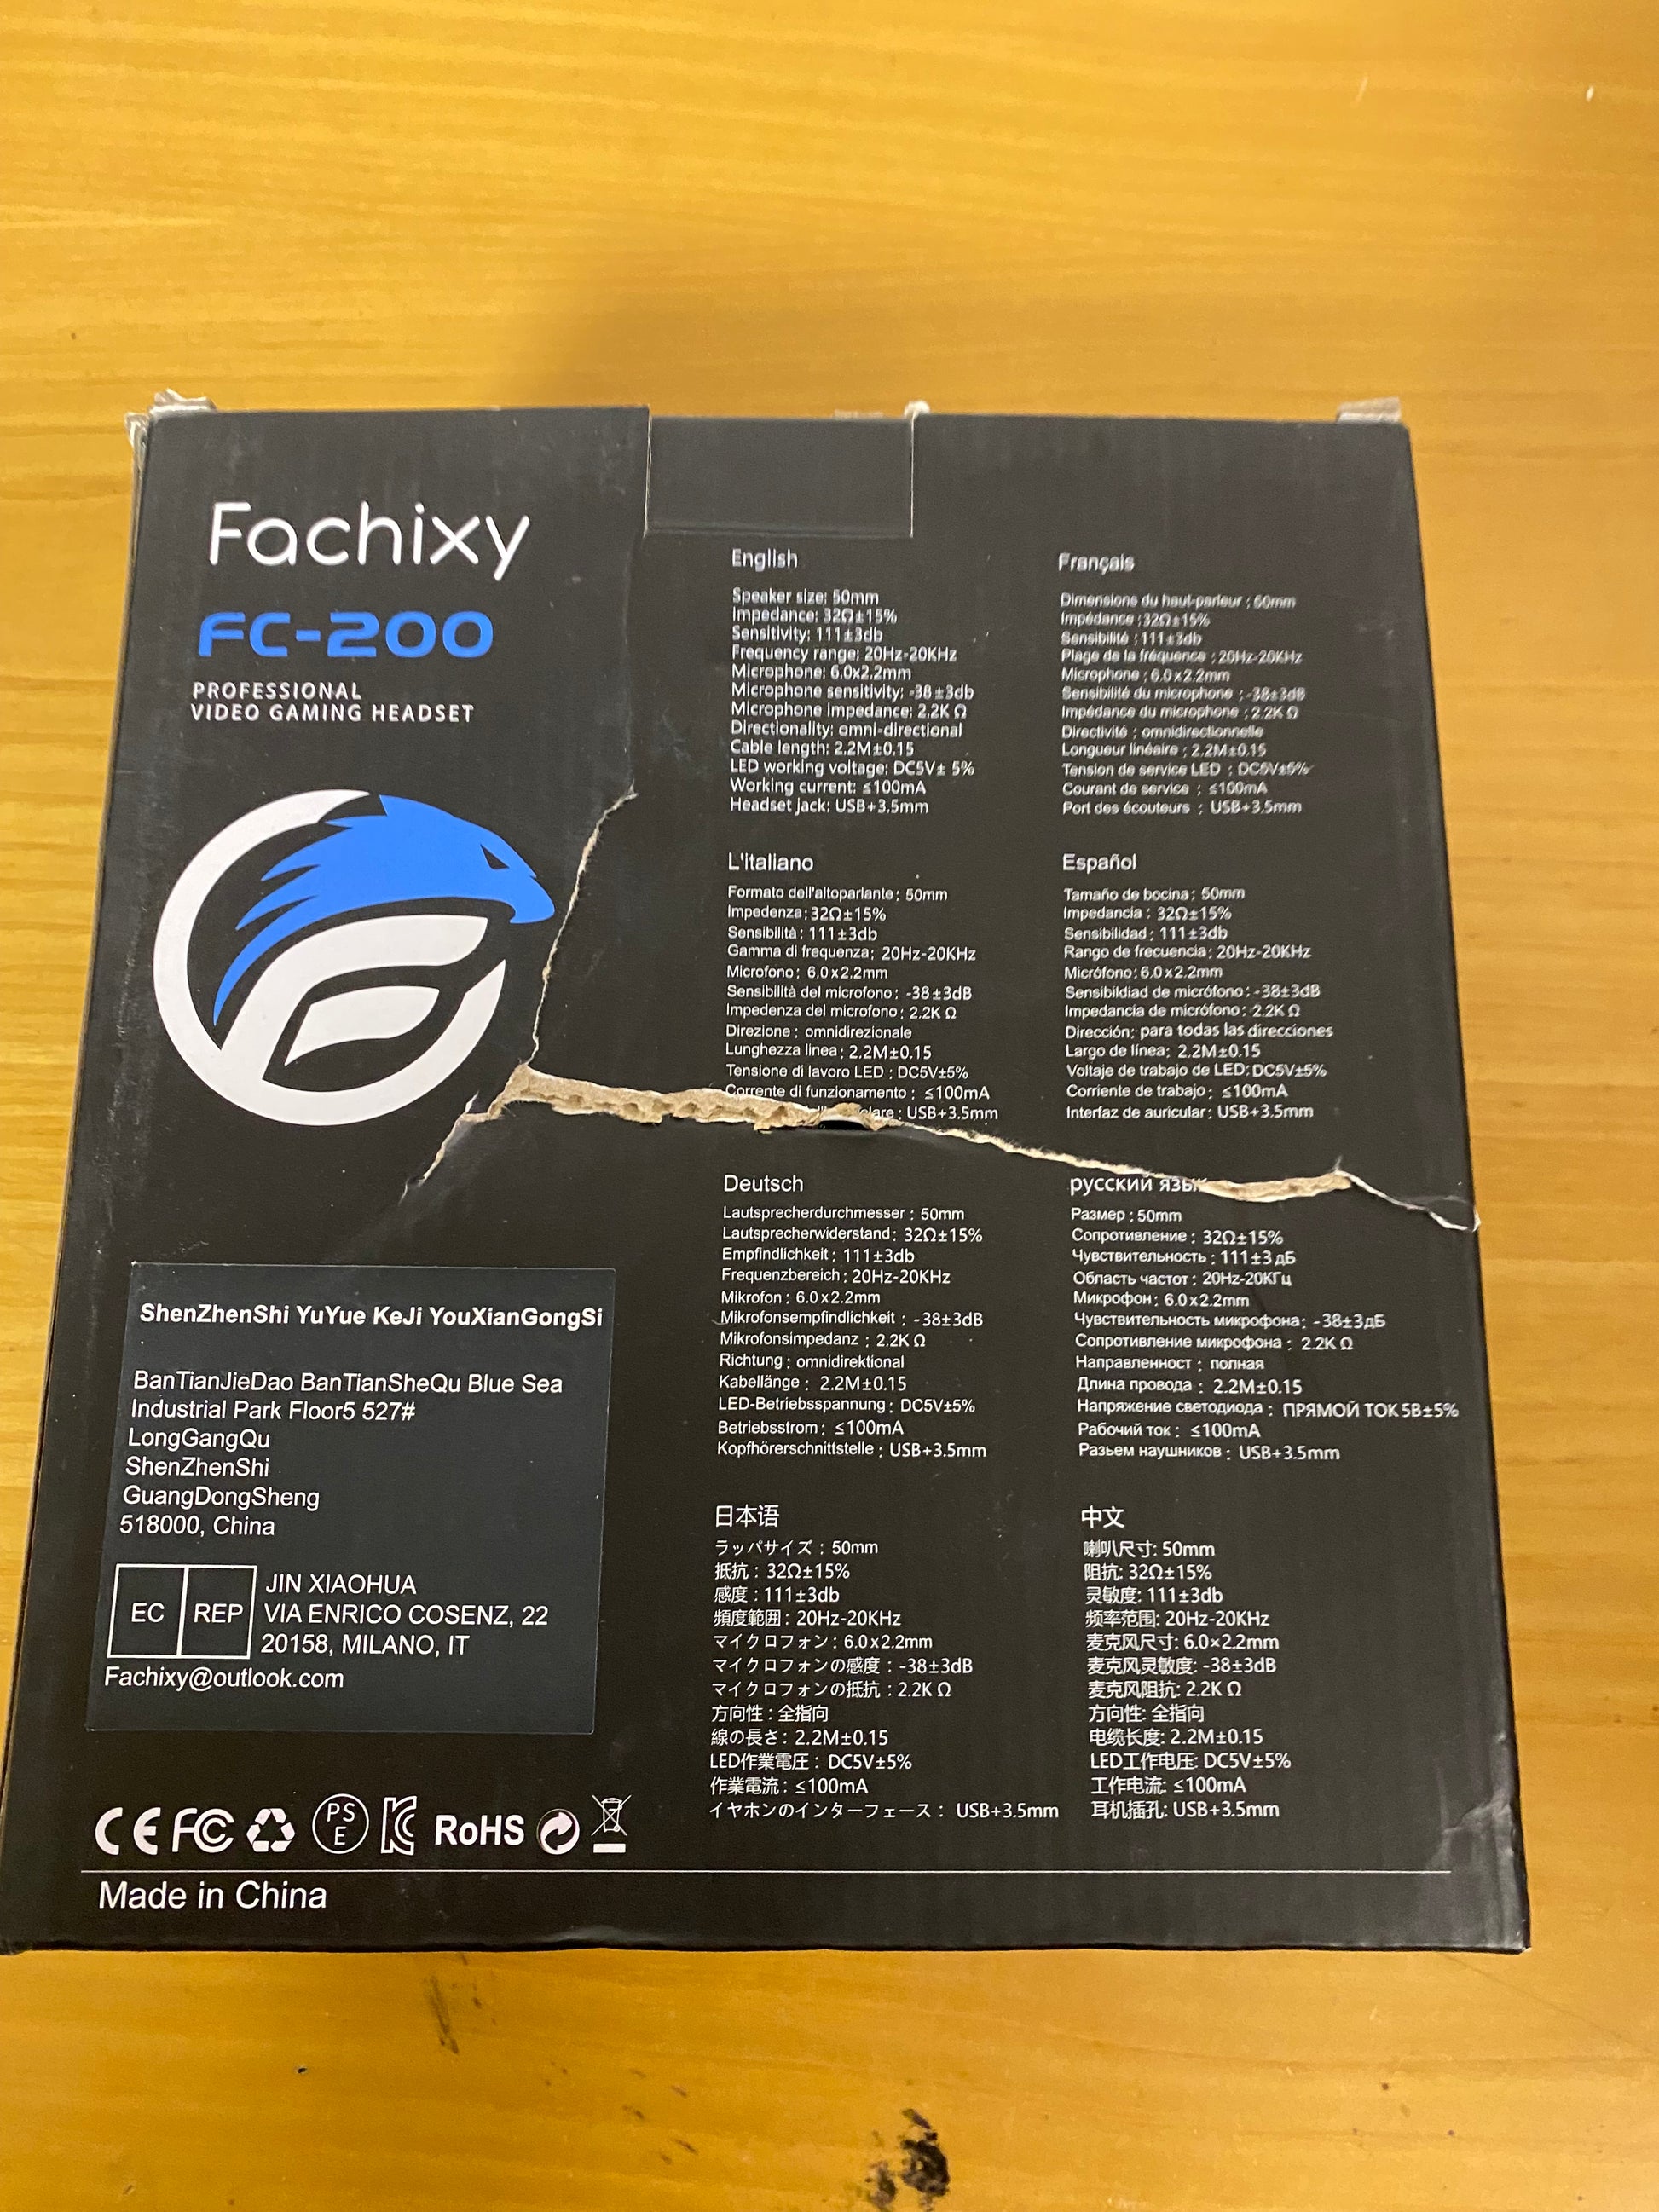 Fachixy
FC-200
PROFESSIONAL
VIDEO GAMING HEADSET
English
Speaker size: 50mm
Impedance: 32Ω±15%
Sensitivity: 111±3db
Frequency range: 20Hz-20KHz
Microphone: 6.0x2.2mm
Microphone sensitivity: -38±3db
Microphone impedance: 2.2K Ω
Directionality: omni-directional
Cable length: 2.2M±0.15
LED working voltage: DC5V± 5%
Working current: ≤100mA
Headset jack: USB+3.5mm
Français
Dimensions du haut-parleur : 50mm
Impédance :32Ω±15%
Sensibilité : 111±3db
Plage de la fréquence : 20Hz-20KHz
Microphone : 6.0x2.2mm
Sensibilité du microphone : -38±3dB
Impédance du microphone : 2.2K Ω
Directivité : omnidirectionnelle
Longueur linéaire : 2.2M±0.15
Tension de service LED : DC5V±5%
Courant de service : ≤100mA
Port des écouteurs : USB+3.5mm
L'Italiano
Formato dell'altoparlante: 50mm
Impedenza: 32Ω±15%
Sensibilità: 111±3db
Gamma di frequenza: 20Hz-20KHz
Microfono: 6.0x2.2mm
Sensibilità del microfono: -38±3dB
Impedenza del microfono: 2.2K Ω
Direzione: omnidirezionale
Lunghezza linea: 2.2M±0.15
Tensione di lavoro LED : DC5V±5%
Corrente di funzionamento : ≤100mA
: USB+3.5mm
Español
Tamaño de bocina: 50mm
Impedancia: 32Ω±15%
Sensibilidad: 111±3db
Rango de frecuencia: 20Hz-20KHz
Micrófono: 6.0x2.2mm
Sensibildiad de micrófono: -38±3dB
Impedancia de micrófono: 2.2K Ω
Dirección: para todas las direcciones
Largo de línea: 2.2M±0.15
Voltaje de trabajo de LED: DC5V±5%
Corriente de trabajo: ≤100mA
Interfaz de auricular: USB+3.5mm
Deutsch
Lautsprecherdurchmesser : 50mm
Lautsprecherwiderstand: 32Ω±15%
Empfindlichkeit : 111±3db
Frequenzbereich : 20Hz-20KHz
Mikrofon : 6.0x2.2mm
Mikrofonsempfindlichkeit : -38±3dB
Mikrofonsimpedanz : 2.2K Ω
Richtung : omnidirektional
Kabellänge : 2.2M±0.15
LED-Betriebsspannung : DC5V±5%
Betriebsstrom: ≤100mA
Kopfhörerschnittstelle : USB+3.5mm
русский язык
Размер : 50mm
Сопротивление : 32Ω±15%
Чувствительность : 111±3дБ
Область частот : 20Hz-20КГц
Микрофон : 6.0x2.2mm
Чувствительность микрофона: -38±3дБ
Сопротивление микрофона : 2.2K Ω
Направленност : полная
Длина провода : 2.2M±0.15
Напряжение светодиода : ПРЯМОЙ ТОК 5В±5%
Рабочий ток : ≤100mA
Разьем наушников : USB+3.5mm
日本语
ラッパサイズ : 50mm
抵抗 : 32Ω±15%
感度 : 111±3db
頻度範囲 : 20Hz-20KHz
マイクロフォン : 6.0x2.2mm
マイクロフォンの感度 : -38±3dB
マイクロフォンの抵抗 : 2.2K Ω
方向性 : 全指向
線の長さ : 2.2M±0.15
LED作業電圧 : DC5V±5%
作業電流 : ≤100mA
イヤホンのインターフェース : USB+3.5mm
中文
喇叭尺寸: 50mm
阻抗: 32Ω±15%
灵敏度: 111±3db
频率范围: 20Hz-20KHz
麦克风尺寸: 6.0×2.2mm
麦克风灵敏度: -38±3dB
麦克风阻抗: 2.2K Ω
方向性: 全指向
电缆长度: 2.2M±0.15
LED工作电压: DC5V±5%
工作电流: ≤100mA
耳机插孔: USB+3.5mm
ShenZhenShi YuYue KeJi YouXianGongSi
BanTianJieDao BanTianSheQu Blue Sea
Industrial Park Floor5 527#
LongGangQu
ShenZhenShi
GuangDongSheng
518000, China
EC REP
JIN XIAOHUA
VIA ENRICO COSENZ, 22
20158, MILANO, IT
Fachixy@outlook.com
CE FC PSE RoHS
Made in China